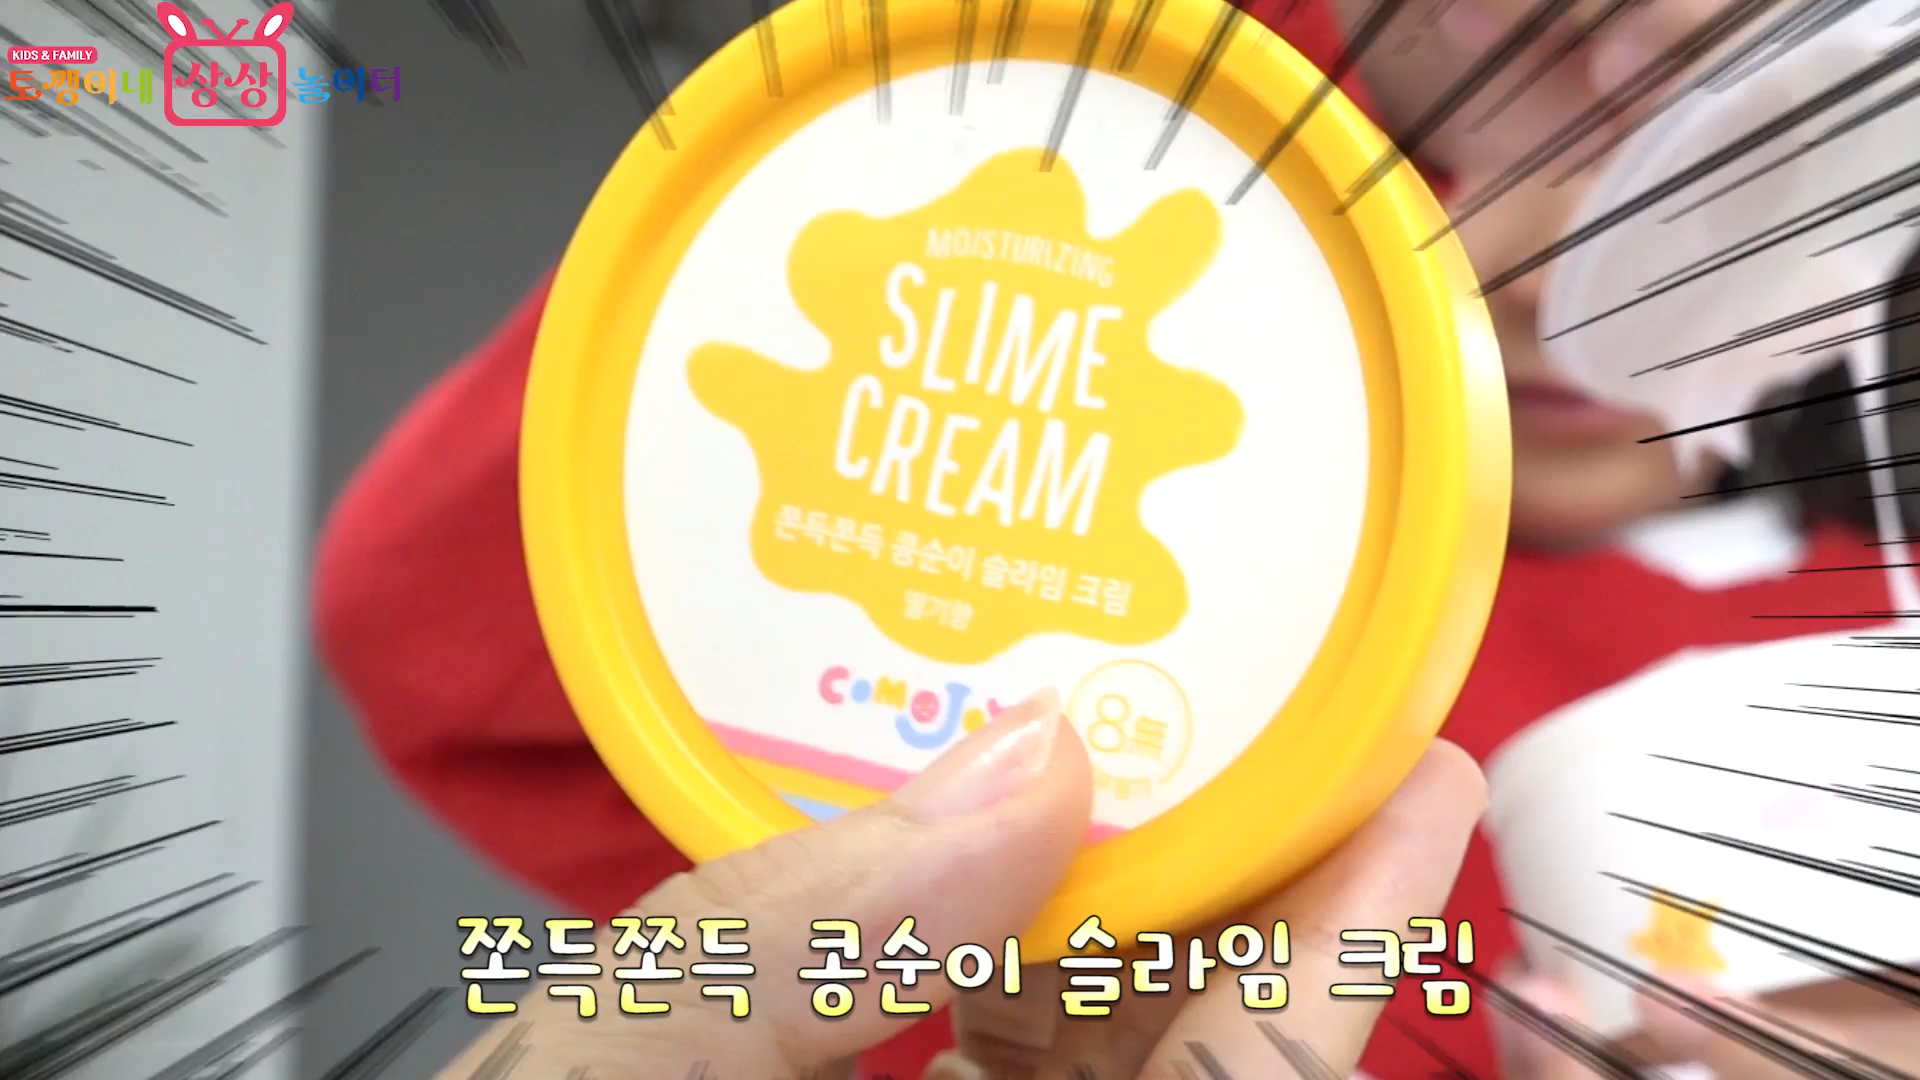 KIDS & FAMILY
토깽이네 상상 놀이터
MOISTURIZING
SLIME
CREAM
쫀득쫀득 콩순이 슬라임 크림
딸기향
COMOJOY
8無
쫀득쫀득 콩순이 슬라임 크림